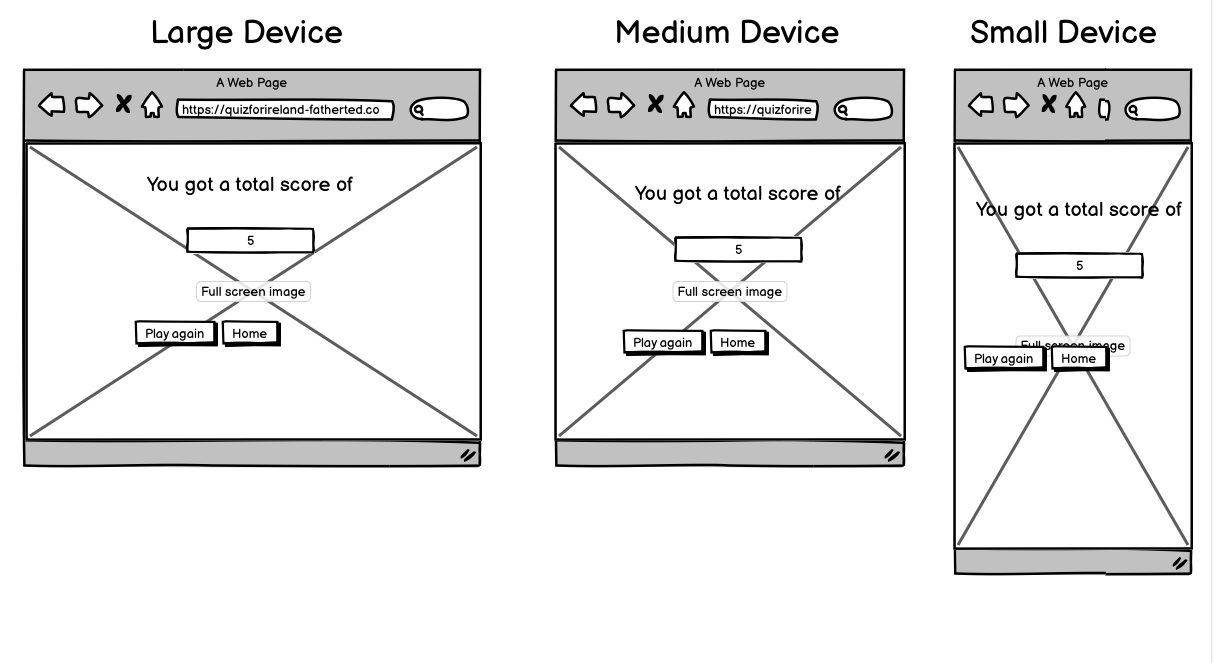 Large Device
A Web Page
https://quizforireland-fatherted.co
You got a total score of
5
Full screen image
Play again
Home
Medium Device
A Web Page
https://quizforire
You got a total score of
5
Full screen image
Play again
Home
Small Device
A Web Page
You got a total score of
5
Full screen image
Play again
Home